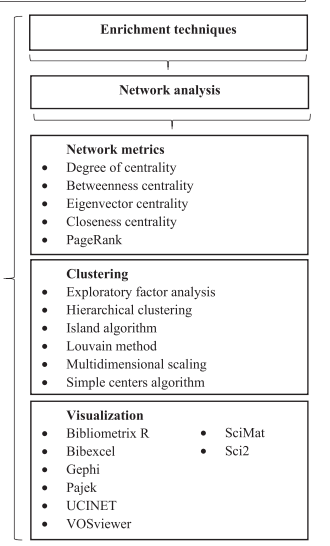 Enrichment techniques
Network analysis
Network metrics
• Degree of centrality
• Betweenness centrality
• Eigenvector centrality
• Closeness centrality
• PageRank
Clustering
• Exploratory factor analysis
• Hierarchical clustering
• Island algorithm
• Louvain method
• Multidimensional scaling
• Simple centers algorithm
Visualization
• Bibliometrix R
• Bibexcel
• Gephi
• Pajek
• UCINET
• VOSviewer
• SciMat
• Sci2